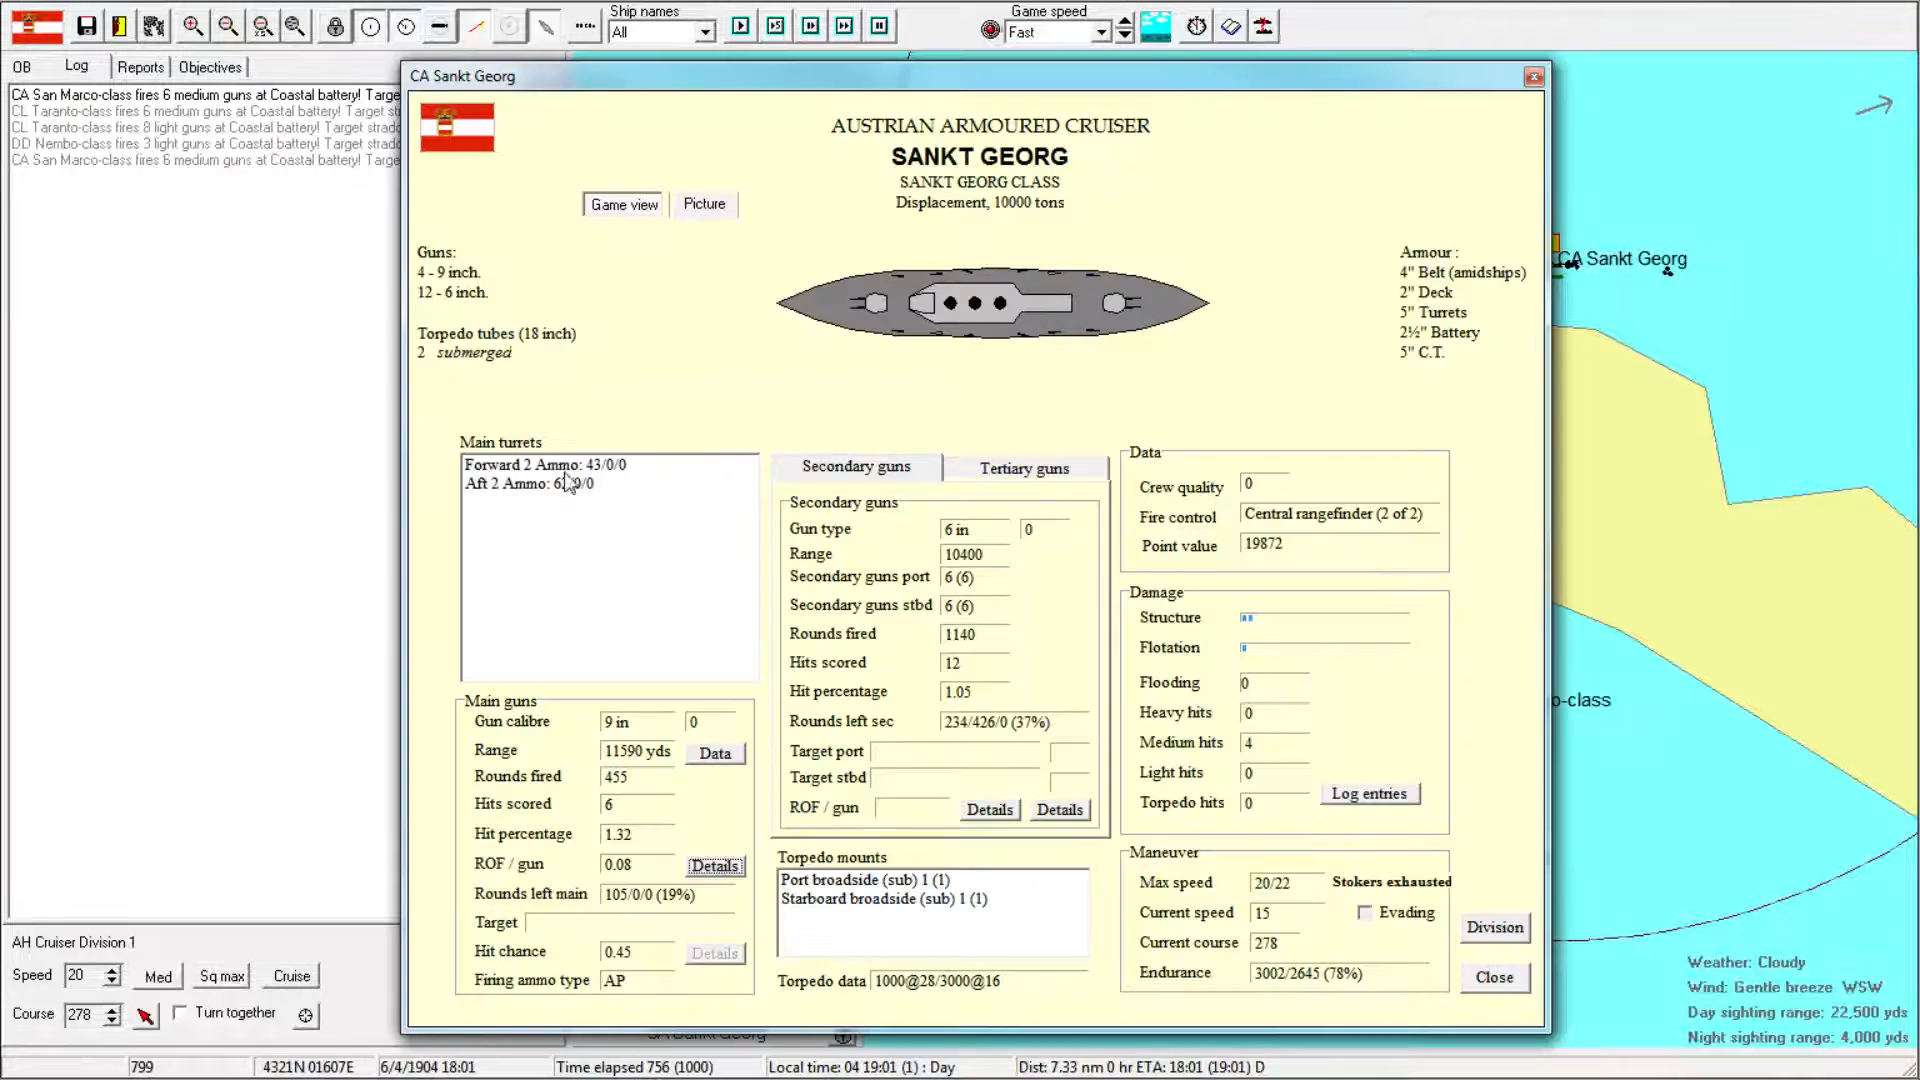 Ship names
All
Game speed
Fast
OB Log Reports Objectives
CA San Marco-class fires 6 medium guns at Coastal battery! Targe
CL Taranto-class fires 6 medium guns at Coastal battery! Target st
CL Taranto-class fires 8 light guns at Coastal battery! Target stradd
DD Nembo-class fires 3 light guns at Coastal battery! Target strado
CA San Marco-class fires 6 medium guns at Coastal battery! Targe
CA Sankt Georg
AUSTRIAN ARMOURED CRUISER
SANKT GEORG
SANKT GEORG CLASS
Displacement, 10000 tons
Game view Picture
Guns:
4 - 9 inch.
12 - 6 inch.
Torpedo tubes (18 inch)
2 submerged
Armour :
4" Belt (amidships)
2" Deck
5" Turrets
2½" Battery
5" C.T.
Main turrets
Forward 2 Ammo: 43/0/0
Aft 2 Ammo: /0
Main guns
Gun calibre 9 in 0
Range 11590 yds Data
Rounds fired 455
Hits scored 6
Hit percentage 1.32
ROF / gun 0.08 Details
Rounds left main 105/0/0 (19%)
Target
Hit chance 0.45 Details
Firing ammo type AP
Secondary guns Tertiary guns
Secondary guns
Gun type 6 in 0
Range 10400
Secondary guns port 6 (6)
Secondary guns stbd 6 (6)
Rounds fired 1140
Hits scored 12
Hit percentage 1.05
Rounds left sec 234/426/0 (37%)
Target port
Target stbd
ROF / gun Details Details
Torpedo mounts
Port broadside (sub) 1 (1)
Starboard broadside (sub) 1 (1)
Torpedo data 1000@28/3000@16
Data
Crew quality 0
Fire control Central rangefinder (2 of 2)
Point value 19872
Damage
Structure
Flotation
Flooding 0
Heavy hits 0
Medium hits 4
Light hits 0
Torpedo hits 0
Log entries
Maneuver
Max speed 20/22 Stokers exhausted
Current speed 15 Evading
Current course 278
Endurance 3002/2645 (78%)
Division
Close
CA Sankt Georg
o-class
Weather: Cloudy
Wind: Gentle breeze WSW
Day sighting range: 22,500 yds
Night sighting range: 4,000 yds
AH Cruiser Division 1
Speed 20 Med Sq max Cruise
Course 278 Turn together
799 4321N 01607E 6/4/1904 18:01 Time elapsed 756 (1000) Local time: 04 19:01 (1) : Day Dist: 7.33 nm 0 hr ETA: 18:01 (19:01) D